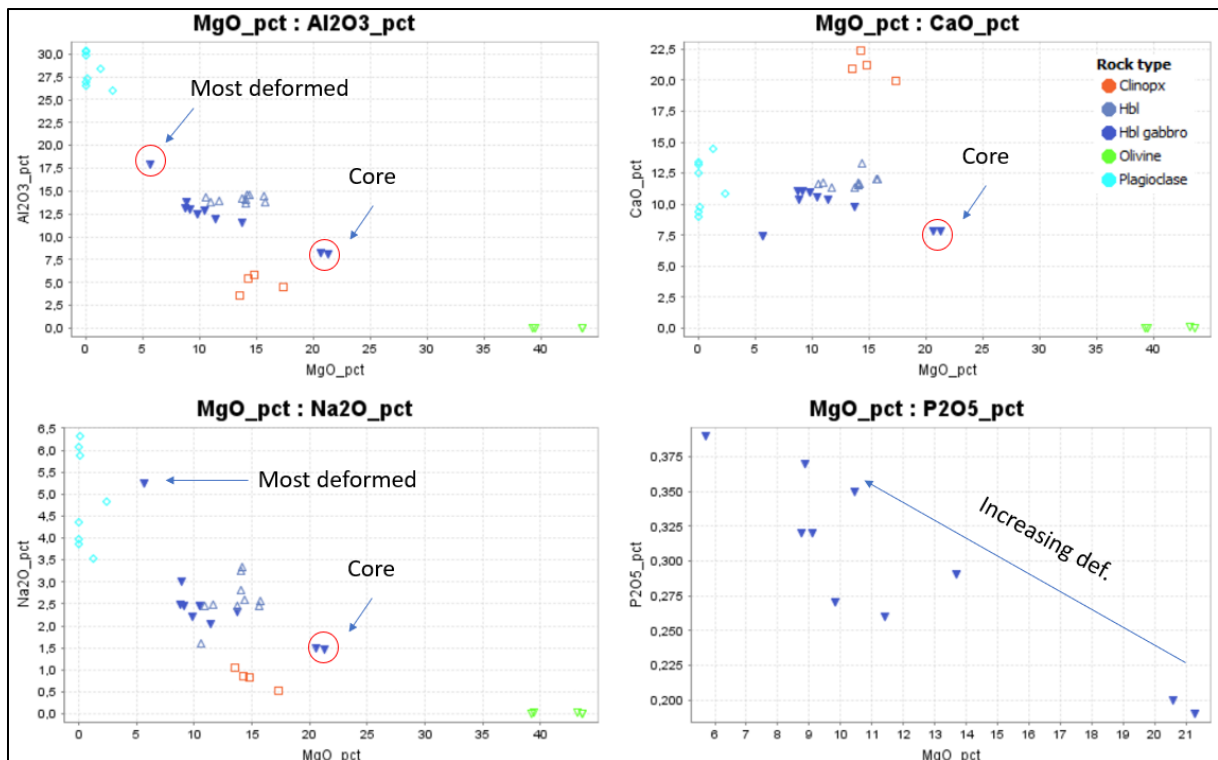 MgO_pct : Al2O3_pct
30,0
27,5
25,0
22,5
20,0
17,5
15,0
12,5
10,0
7,5
5,0
2,5
0,0
Al2O3_pct
Most deformed
Core
0 5 10 15 20 25 30 35 40
MgO_pct
MgO_pct : CaO_pct
22,5
20,0
17,5
15,0
12,5
10,0
7,5
5,0
2,5
0,0
CaO_pct
Rock type
Clinopx
Hbl
Hbl gabbro
Olivine
Plagioclase
Core
0 5 10 15 20 25 30 35 40
MgO_pct
MgO_pct : Na2O_pct
6,5
6,0
5,5
5,0
4,5
4,0
3,5
3,0
2,5
2,0
1,5
1,0
0,5
0,0
Na2O_pct
Most deformed
Core
0 5 10 15 20 25 30 35 40
MgO_pct
MgO_pct : P2O5_pct
0,375
0,350
0,325
0,300
0,275
0,250
0,225
0,200
P2O5_pct
Increasing def.
6 7 8 9 10 11 12 13 14 15 16 17 18 19 20 21
MgO_pct